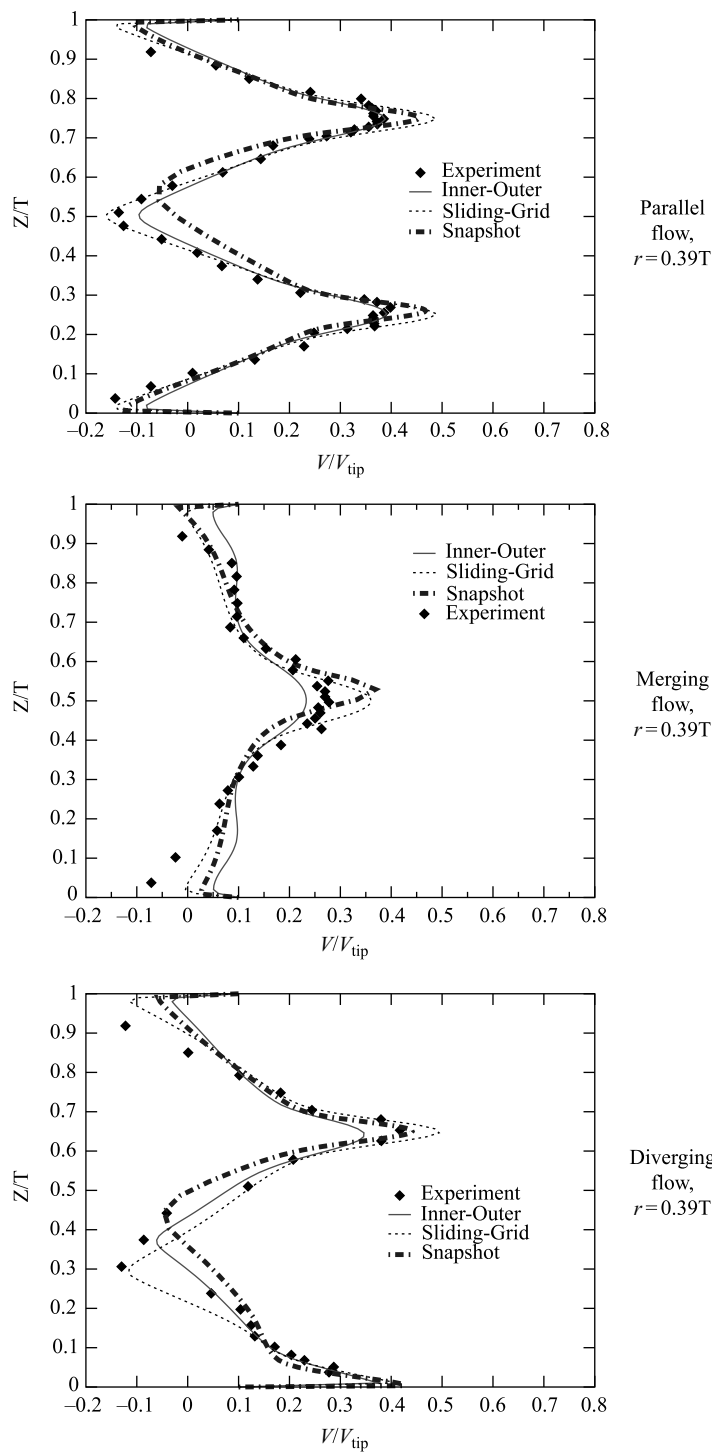 1
0.9
0.8
0.7
0.6
0.5
0.4
0.3
0.2
0.1
0
Z/T
Experiment
Inner-Outer
Sliding-Grid
Snapshot
–0.2 –0.1 0 0.1 0.2 0.3 0.4 0.5 0.6 0.7 0.8
V/Vtip
Parallel
flow,
r = 0.39T
1
0.9
0.8
0.7
0.6
0.5
0.4
0.3
0.2
0.1
0
Z/T
Inner-Outer
Sliding-Grid
Snapshot
Experiment
–0.2 –0.1 0 0.1 0.2 0.3 0.4 0.5 0.6 0.7 0.8
V/Vtip
Merging
flow,
r = 0.39T
1
0.9
0.8
0.7
0.6
0.5
0.4
0.3
0.2
0.1
0
Z/T
Experiment
Inner-Outer
Sliding-Grid
Snapshot
–0.2 –0.1 0 0.1 0.2 0.3 0.4 0.5 0.6 0.7 0.8
V/Vtip
Diverging
flow,
r = 0.39T